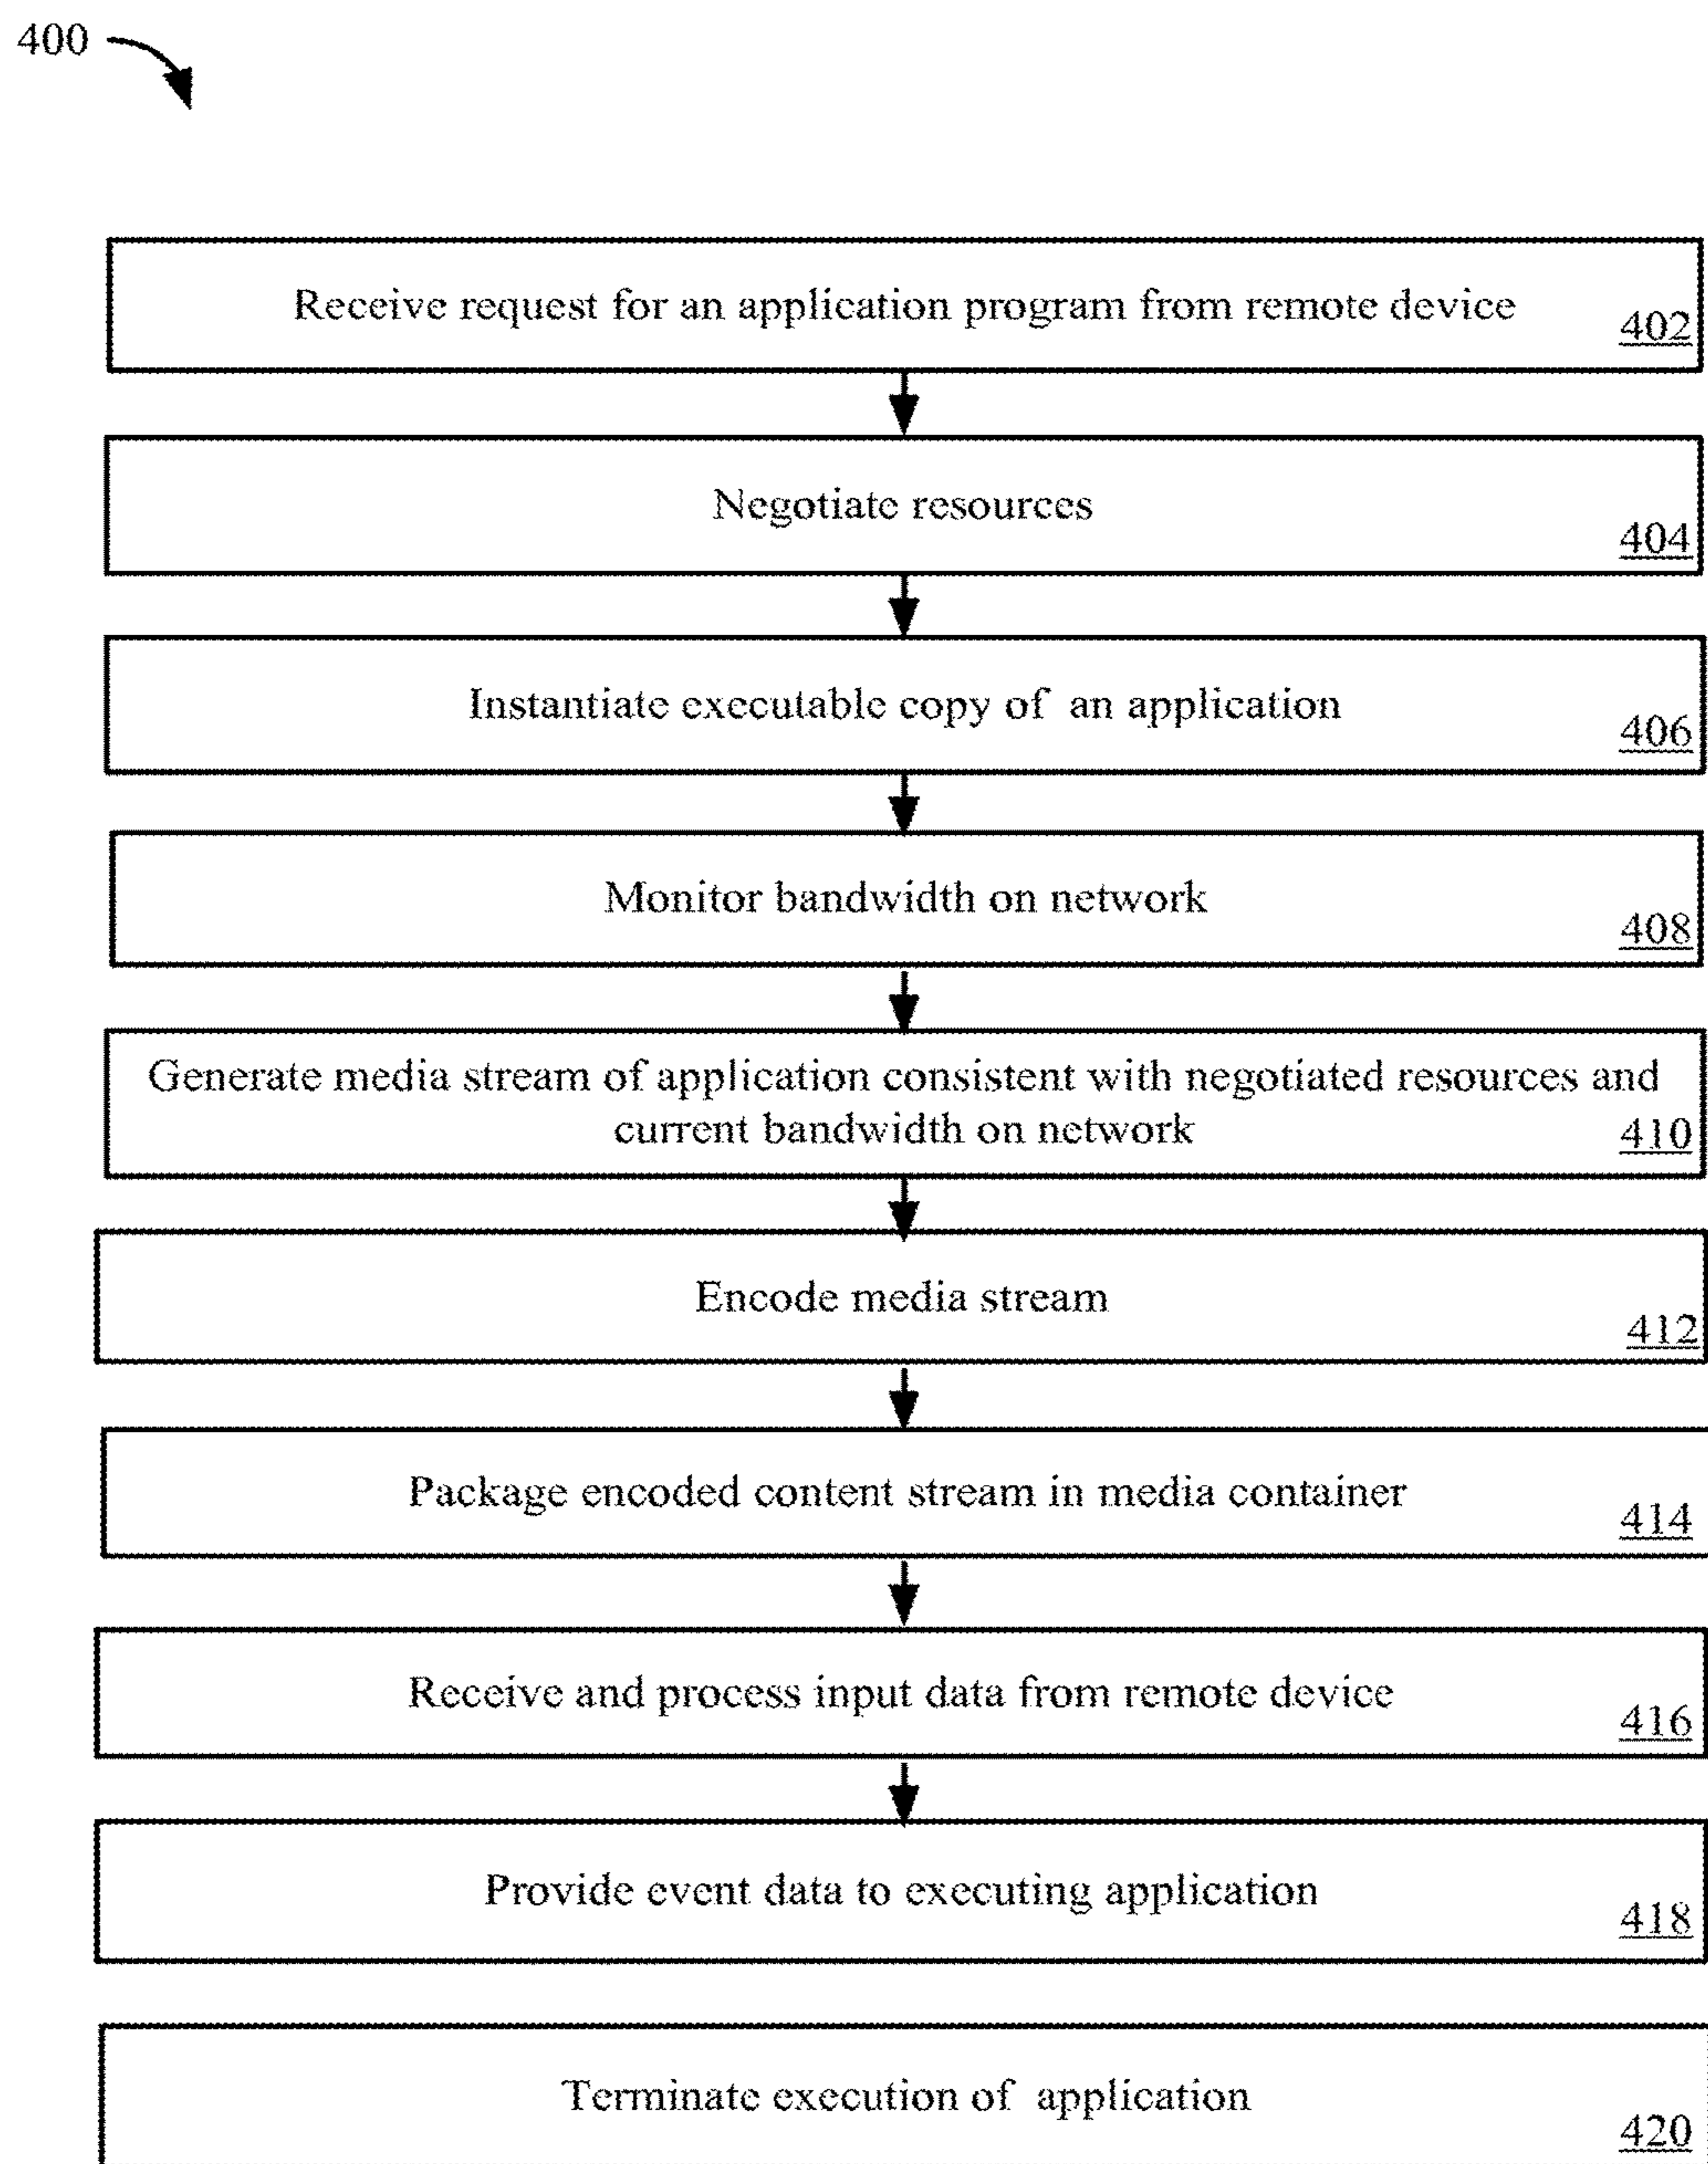 400
Receive request for an application program from remote device
402
Negotiate resources
404
Instantiate executable copy of an application
406
Monitor bandwidth on network
408
Generate media stream of application consistent with negotiated resources and
current bandwidth on network
410
Encode media stream
412
Package encoded content stream in media container
414
Receive and process input data from remote device
416
Provide event data to executing application
418
Terminate execution of application
420